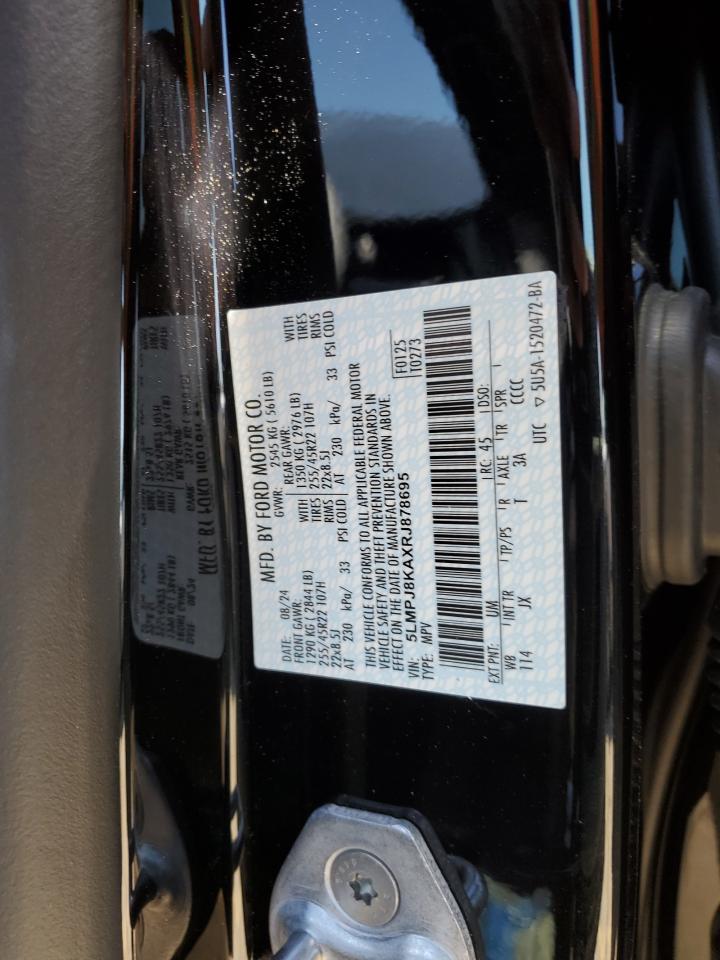 MFD. BY FORD MOTOR CO.
DATE: 08/24 GVWR: 2545 KG ( 5610 LB)
FRONT GAWR: WITH REAR GAWR: WITH
1290 KG ( 2844 LB) TIRES 1350 KG ( 2976 LB) TIRES
255/45R22 107H RIMS 255/45R22 107H RIMS
22x8.5J PSI COLD 22x8.5J PSI COLD
AT 230 kPa/ 33 AT 230 kPa/ 33
THIS VEHICLE CONFORMS TO ALL APPLICABLE FEDERAL MOTOR
VEHICLE SAFETY AND THEFT PREVENTION STANDARDS IN
EFFECT ON THE DATE OF MANUFACTURE SHOWN ABOVE.
VIN: 5LMPJ8KAXRJ878695 F0125
TYPE: MPV T0273
EXT PNT: UM RC: 45 DSO:
WB INT TR TP/PS R AXLE TR SPR
114 JX T 3A CCCC
UTC ▽ 5U5A-1520472-BA